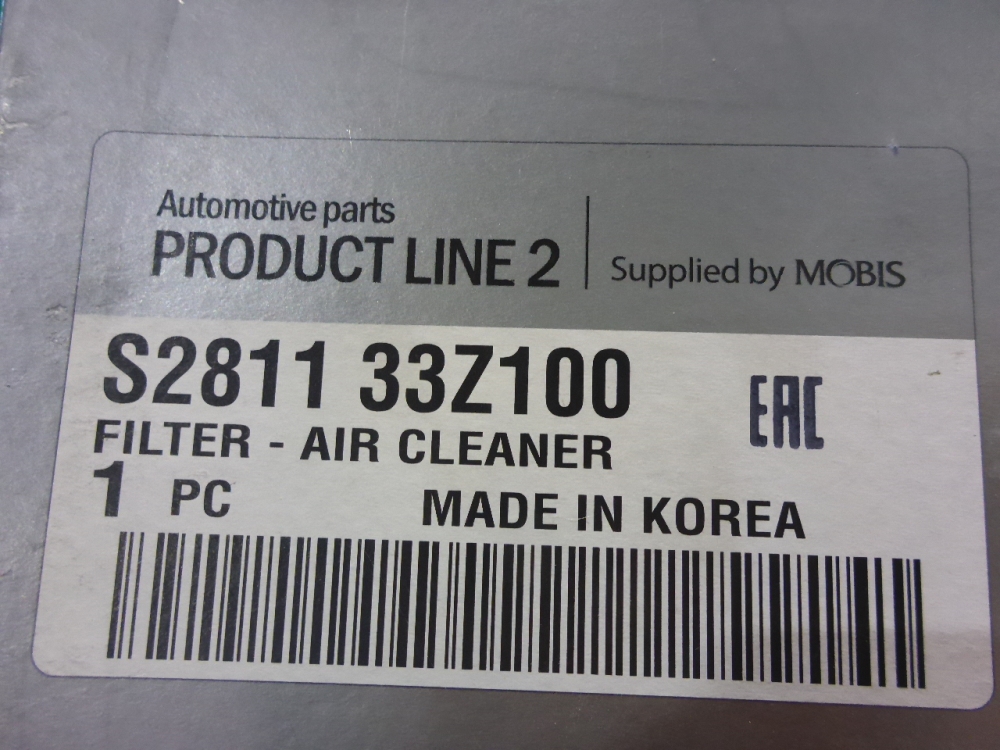 Automotive parts
PRODUCT LINE 2
Supplied by MOBIS
S2811 33Z100
EAC
FILTER - AIR CLEANER
1 PC
MADE IN KOREA